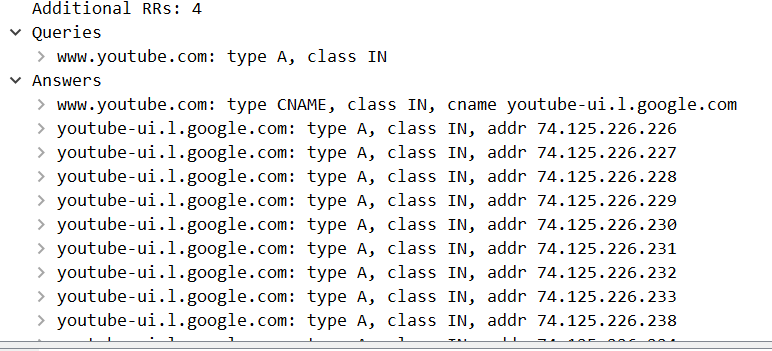 Additional RRs: 4
Queries
www.youtube.com: type A, class IN
Answers
www.youtube.com: type CNAME, class IN, cname youtube-ui.l.google.com
youtube-ui.l.google.com: type A, class IN, addr 74.125.226.226
youtube-ui.l.google.com: type A, class IN, addr 74.125.226.227
youtube-ui.l.google.com: type A, class IN, addr 74.125.226.228
youtube-ui.l.google.com: type A, class IN, addr 74.125.226.229
youtube-ui.l.google.com: type A, class IN, addr 74.125.226.230
youtube-ui.l.google.com: type A, class IN, addr 74.125.226.231
youtube-ui.l.google.com: type A, class IN, addr 74.125.226.232
youtube-ui.l.google.com: type A, class IN, addr 74.125.226.233
youtube-ui.l.google.com: type A, class IN, addr 74.125.226.238